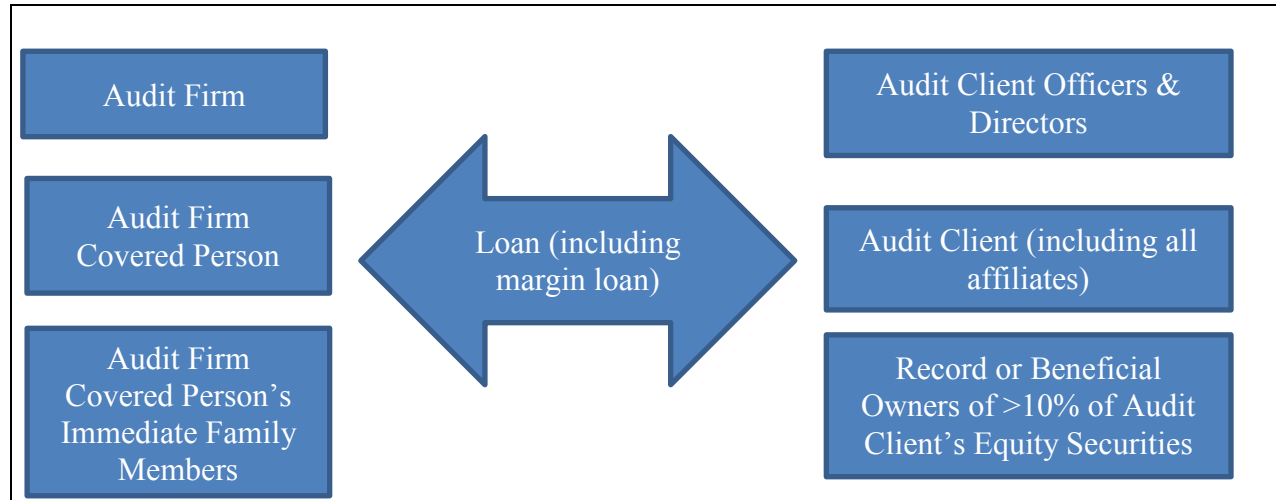 Audit Firm
Audit Firm
Covered Person
Audit Firm
Covered Person’s
Immediate Family
Members
Loan (including
margin loan)
Audit Client Officers &
Directors
Audit Client (including all
affiliates)
Record or Beneficial
Owners of >10% of Audit
Client’s Equity Securities